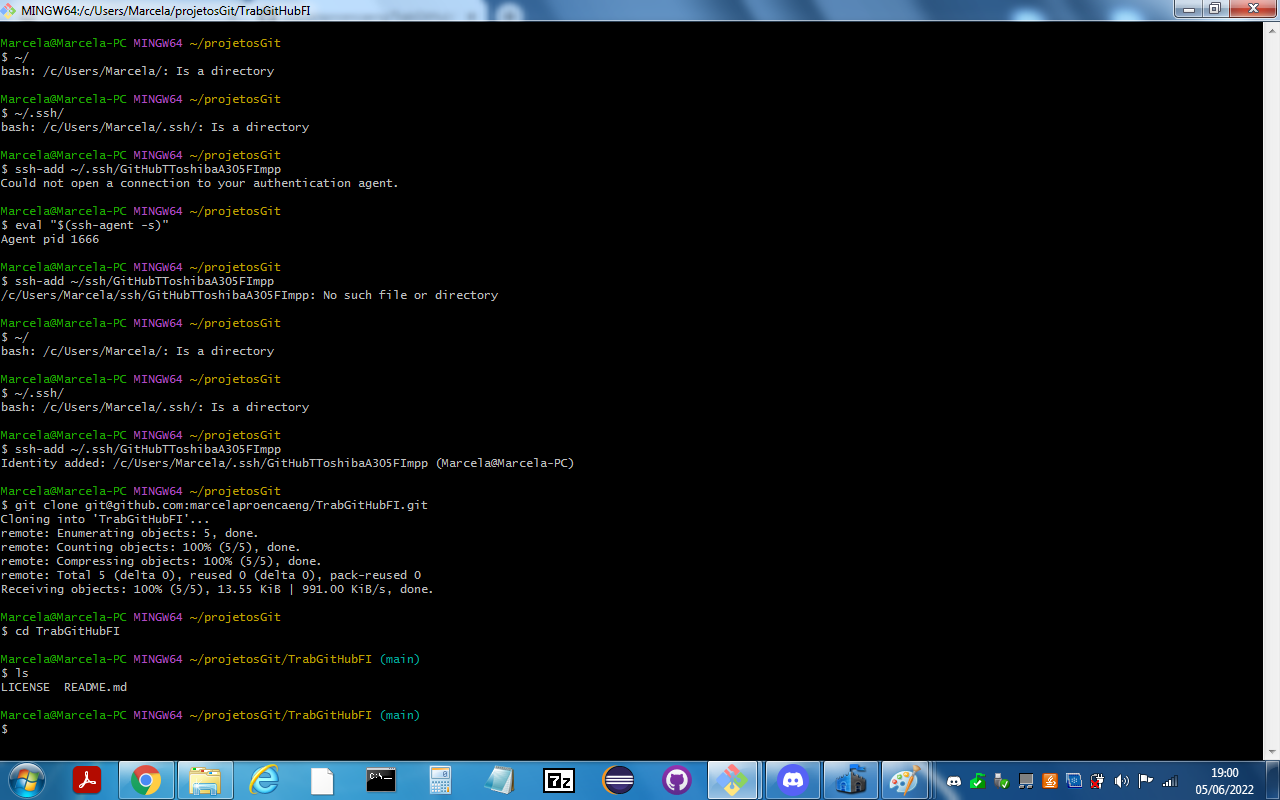 MINGW64:/c/Users/Marcela/projetosGit/TrabGitHubFI
Marcela@Marcela-PC MINGW64 ~/projetosGit
$ ~/
bash: /c/Users/Marcela/: Is a directory
Marcela@Marcela-PC MINGW64 ~/projetosGit
$ ~/.ssh/
bash: /c/Users/Marcela/.ssh/: Is a directory
Marcela@Marcela-PC MINGW64 ~/projetosGit
$ ssh-add ~/.ssh/GitHubTToshibaA305FImpp
Could not open a connection to your authentication agent.
Marcela@Marcela-PC MINGW64 ~/projetosGit
$ eval "$(ssh-agent -s)"
Agent pid 1666
Marcela@Marcela-PC MINGW64 ~/projetosGit
$ ssh-add ~/ssh/GitHubTToshibaA305FImpp
/c/Users/Marcela/ssh/GitHubTToshibaA305FImpp: No such file or directory
Marcela@Marcela-PC MINGW64 ~/projetosGit
$ ~/
bash: /c/Users/Marcela/: Is a directory
Marcela@Marcela-PC MINGW64 ~/projetosGit
$ ~/.ssh/
bash: /c/Users/Marcela/.ssh/: Is a directory
Marcela@Marcela-PC MINGW64 ~/projetosGit
$ ssh-add ~/.ssh/GitHubTToshibaA305FImpp
Identity added: /c/Users/Marcela/.ssh/GitHubTToshibaA305FImpp (Marcela@Marcela-PC)
Marcela@Marcela-PC MINGW64 ~/projetosGit
$ git clone git@github.com:marcelaproencaeng/TrabGitHubFI.git
Cloning into 'TrabGitHubFI'...
remote: Enumerating objects: 5, done.
remote: Counting objects: 100% (5/5), done.
remote: Compressing objects: 100% (5/5), done.
remote: Total 5 (delta 0), reused 0 (delta 0), pack-reused 0
Receiving objects: 100% (5/5), 13.55 KiB | 991.00 KiB/s, done.
Marcela@Marcela-PC MINGW64 ~/projetosGit
$ cd TrabGitHubFI
Marcela@Marcela-PC MINGW64 ~/projetosGit/TrabGitHubFI (main)
$ ls
LICENSE  README.md
Marcela@Marcela-PC MINGW64 ~/projetosGit/TrabGitHubFI (main)
$
C:\_
7z
19:00
05/06/2022